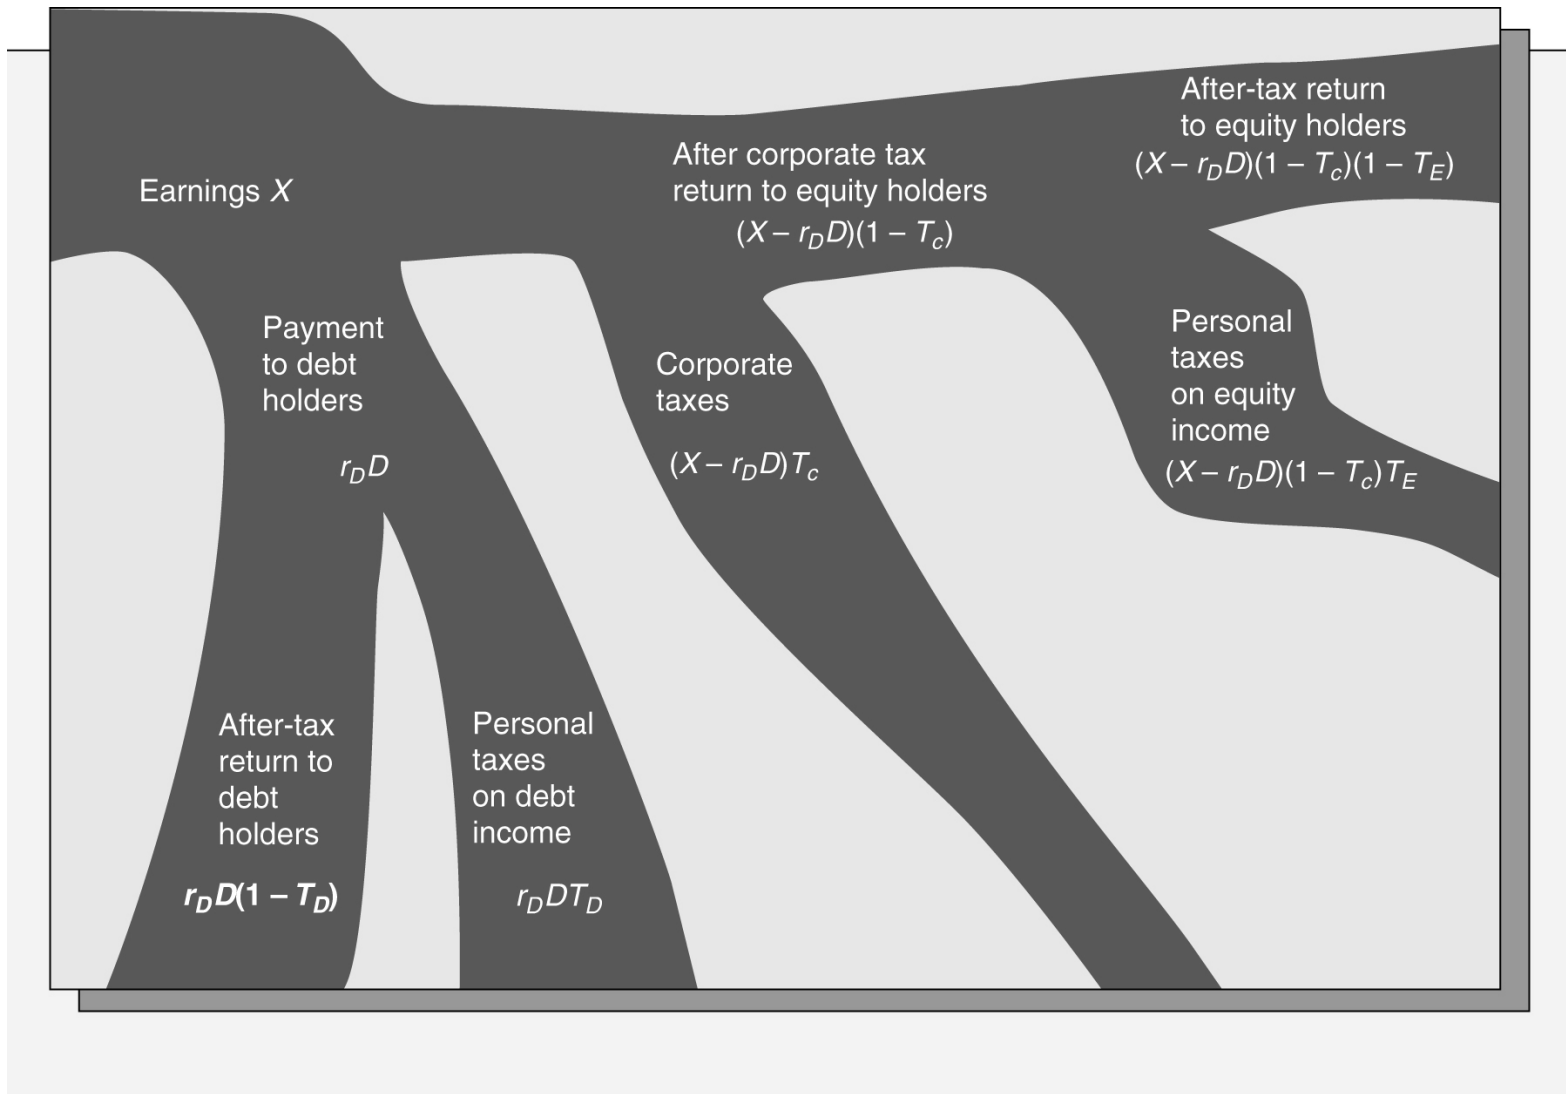 Earnings X
Payment
to debt
holders
r_D D
After-tax
return to
debt
holders
r_D D(1 – T_D)
Personal
taxes
on debt
income
r_D DT_D
After corporate tax
return to equity holders
(X – r_D D)(1 – T_c)
Corporate
taxes
(X – r_D D)T_c
After-tax return
to equity holders
(X – r_D D)(1 – T_c)(1 – T_E)
Personal
taxes
on equity
income
(X – r_D D)(1 – T_c)T_E